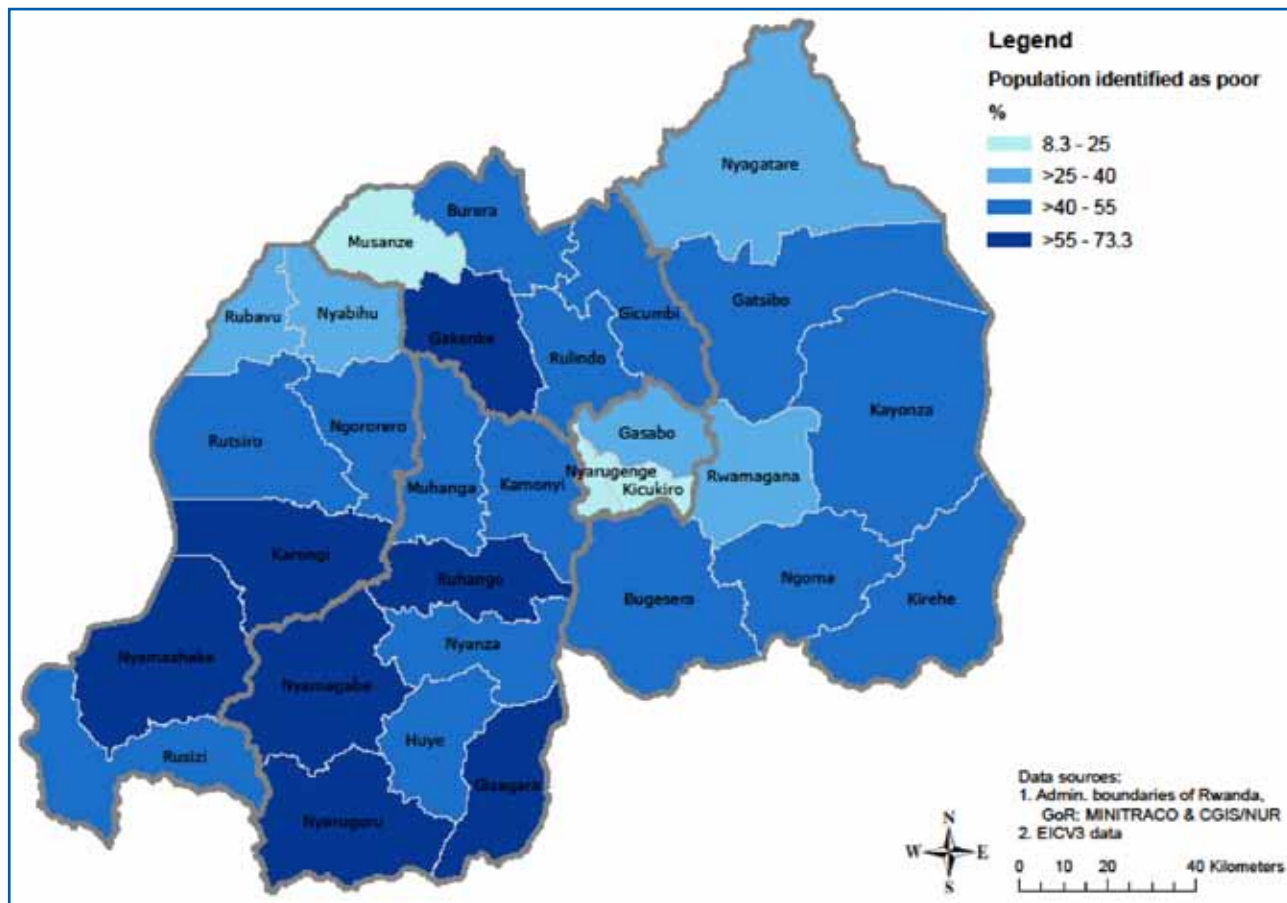 Legend
Population identified as poor
%
8.3 - 25
>25 - 40
>40 - 55
>55 - 73.3
Nyagatare
Burera
Musanze
Gatsibo
Gicumbi
Rubavu
Nyabihu
Gakenke
Rulindo
Kayonza
Rutsiro
Ngororero
Gasabo
Nyarugenge
Kicukiro
Rwamagana
Muhanga
Kamonyi
Karongi
Ruhango
Bugesera
Ngoma
Kirehe
Nyamasheke
Nyanza
Nyamagabe
Huye
Rusizi
Gisagara
Nyaruguru
Data sources:
1. Admin. boundaries of Rwanda,
GoR: MINITRACO & CGIS/NUR
2. EICV3 data
N
W E
S
0 10 20 40 Kilometers